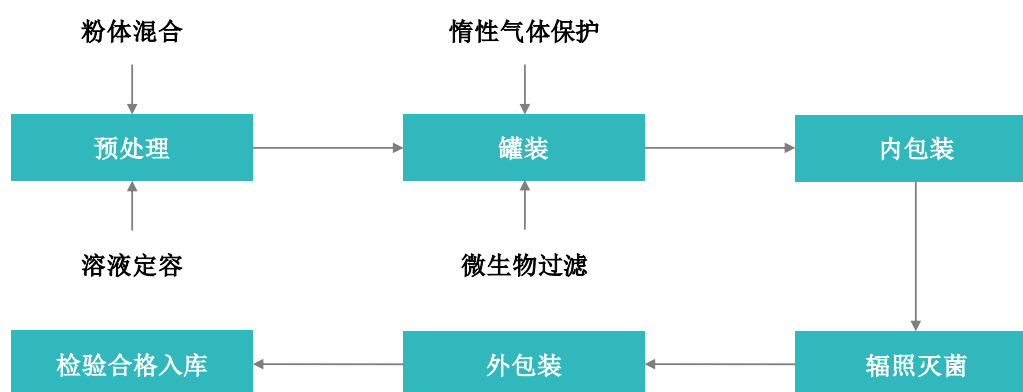 粉体混合
惰性气体保护
预处理
罐装
内包装
溶液定容
微生物过滤
检验合格入库
外包装
辐照灭菌